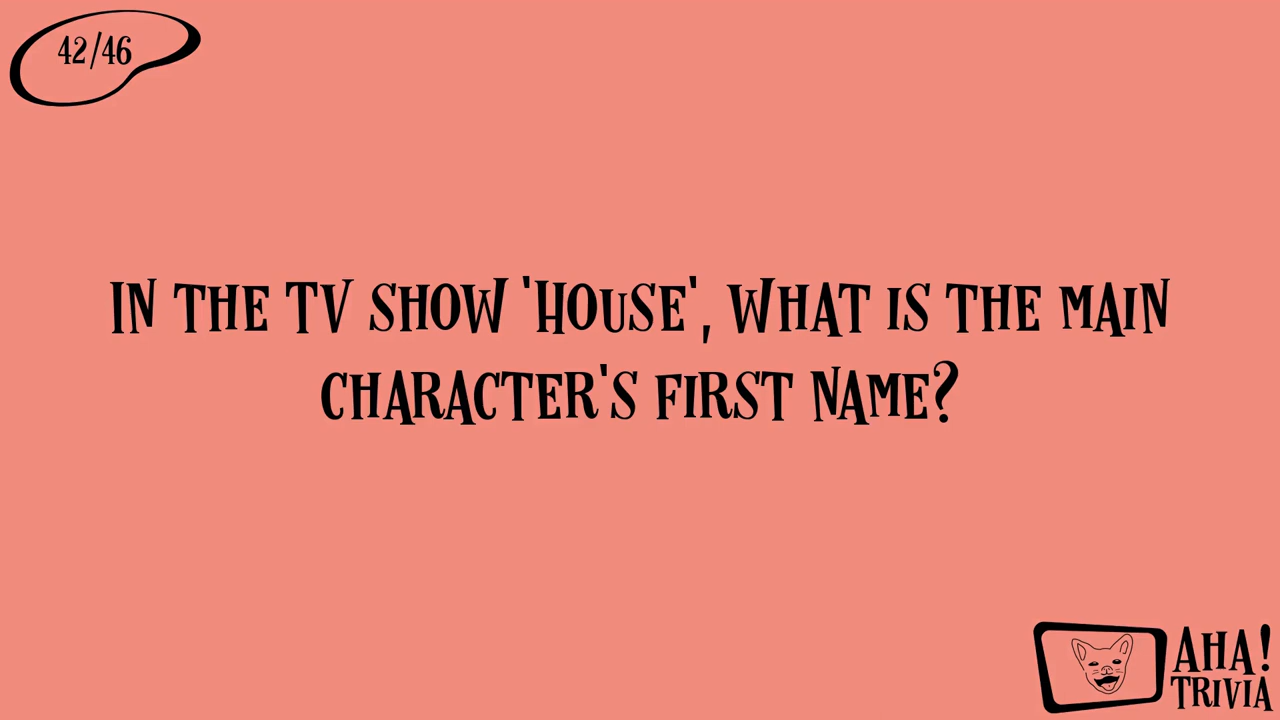 42/46
IN THE TV SHOW 'HOUSE', WHAT IS THE MAIN
CHARACTER'S FIRST NAME?
AHA!
TRIVIA